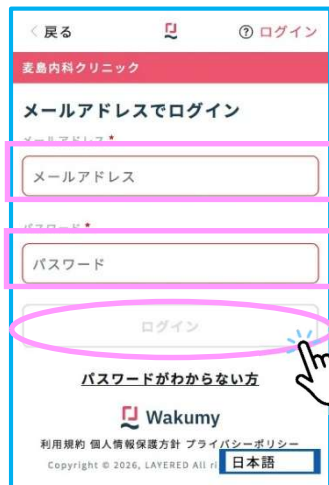 戻る ログイン
麦島内科クリニック
メールアドレスでログイン
メールアドレス *
メールアドレス
パスワード *
パスワード
ログイン
パスワードがわからない方
Wakumy
利用規約 個人情報保護方針 プライバシーポリシー
Copyright © 2026, LAYERED All ri
日本語